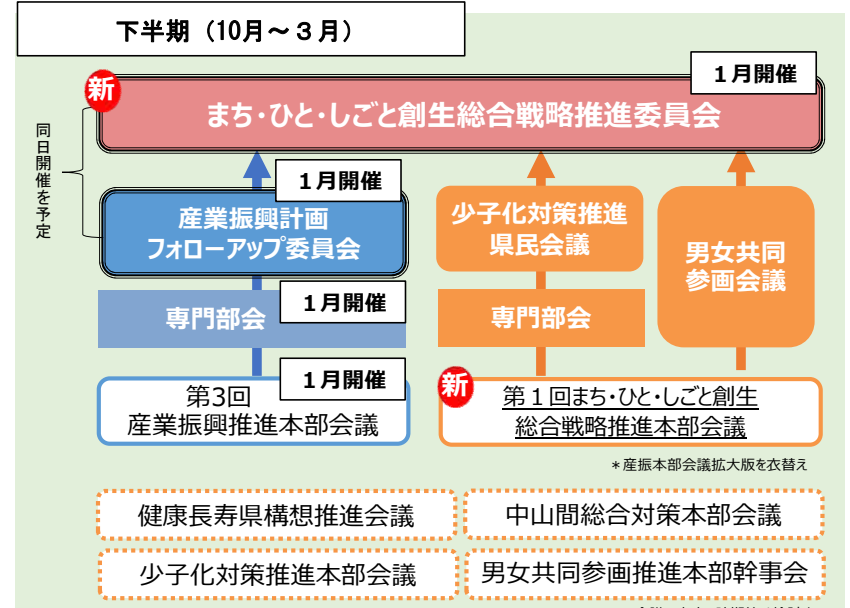 下半期（10月～３月）
１月開催
新
まち・ひと・しごと創生総合戦略推進委員会
同日開催を予定
１月開催
産業振興計画
フォローアップ委員会
少子化対策推進
県民会議
男女共同
参画会議
専門部会
１月開催
専門部会
第3回
産業振興推進本部会議
１月開催
新
第１回まち・ひと・しごと創生
総合戦略推進本部会議
＊産振本部会議拡大版を衣替え
健康長寿県構想推進会議
中山間総合対策本部会議
少子化対策推進本部会議
男女共同参画推進本部幹事会